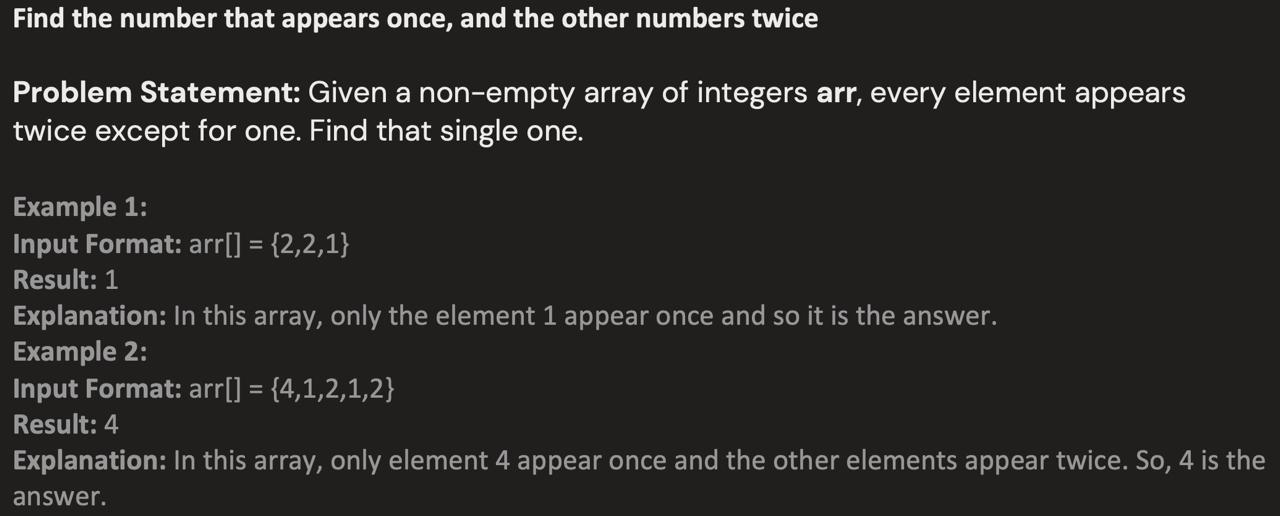 Find the number that appears once, and the other numbers twice
Problem Statement: Given a non-empty array of integers arr, every element appears
twice except for one. Find that single one.
Example 1:
Input Format: arr[] = {2,2,1}
Result: 1
Explanation: In this array, only the element 1 appear once and so it is the answer.
Example 2:
Input Format: arr[] = {4,1,2,1,2}
Result: 4
Explanation: In this array, only element 4 appear once and the other elements appear twice. So, 4 is the
answer.